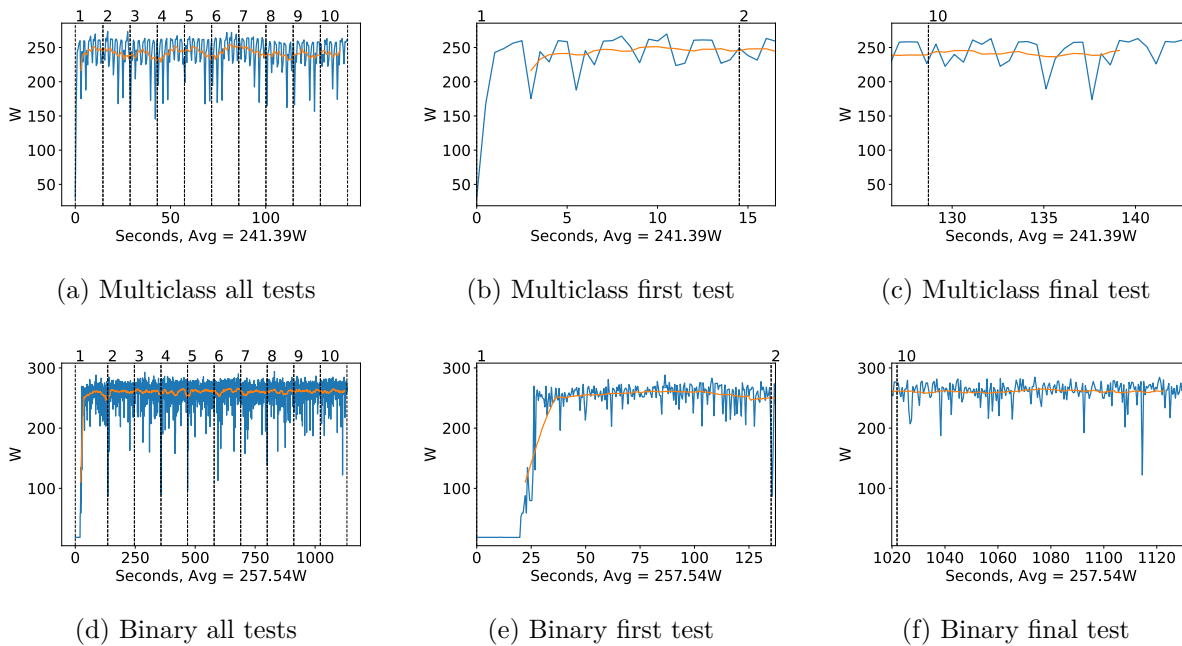 1 2 3 4 5 6 7 8 9 10
250
200
150
100
50
W
0 50 100
Seconds, Avg = 241.39W
(a) Multiclass all tests
1 2
250
200
150
100
50
W
0 5 10 15
Seconds, Avg = 241.39W
(b) Multiclass first test
10
250
200
150
100
50
W
130 135 140
Seconds, Avg = 241.39W
(c) Multiclass final test
1 2 3 4 5 6 7 8 9 10
300
200
100
W
0 250 500 750 1000
Seconds, Avg = 257.54W
(d) Binary all tests
1 2
300
200
100
W
0 25 50 75 100 125
Seconds, Avg = 257.54W
(e) Binary first test
10
300
200
100
W
1020 1040 1060 1080 1100 1120
Seconds, Avg = 257.54W
(f) Binary final test